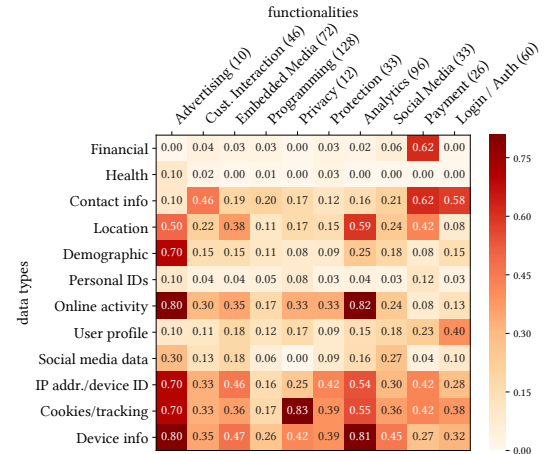 functionalities
Advertising (10)
Cust. Interaction (46)
Embedded Media (72)
Programming (128)
Privacy (12)
Protection (33)
Analytics (96)
Social Media (33)
Payment (26)
Login / Auth (60)
data types
Financial 0.00 0.04 0.03 0.03 0.00 0.03 0.02 0.06 0.62 0.00
Health 0.10 0.02 0.00 0.01 0.00 0.03 0.00 0.00 0.00 0.00
Contact info 0.10 0.46 0.19 0.20 0.17 0.12 0.16 0.21 0.62 0.58
Location 0.50 0.22 0.38 0.11 0.17 0.15 0.59 0.24 0.42 0.08
Demographic 0.70 0.15 0.15 0.11 0.08 0.09 0.25 0.18 0.08 0.15
Personal IDs 0.10 0.04 0.04 0.05 0.08 0.03 0.04 0.03 0.12 0.03
Online activity 0.80 0.30 0.35 0.17 0.33 0.33 0.82 0.24 0.08 0.13
User profile 0.10 0.11 0.18 0.12 0.17 0.09 0.15 0.18 0.23 0.40
Social media data 0.30 0.13 0.18 0.06 0.00 0.09 0.16 0.27 0.04 0.10
IP addr./device ID 0.70 0.33 0.46 0.16 0.25 0.42 0.54 0.30 0.42 0.28
Cookies/tracking 0.70 0.33 0.36 0.17 0.83 0.39 0.55 0.36 0.42 0.38
Device info 0.80 0.35 0.47 0.26 0.42 0.39 0.81 0.45 0.27 0.32
0.75
0.60
0.45
0.30
0.15
0.00